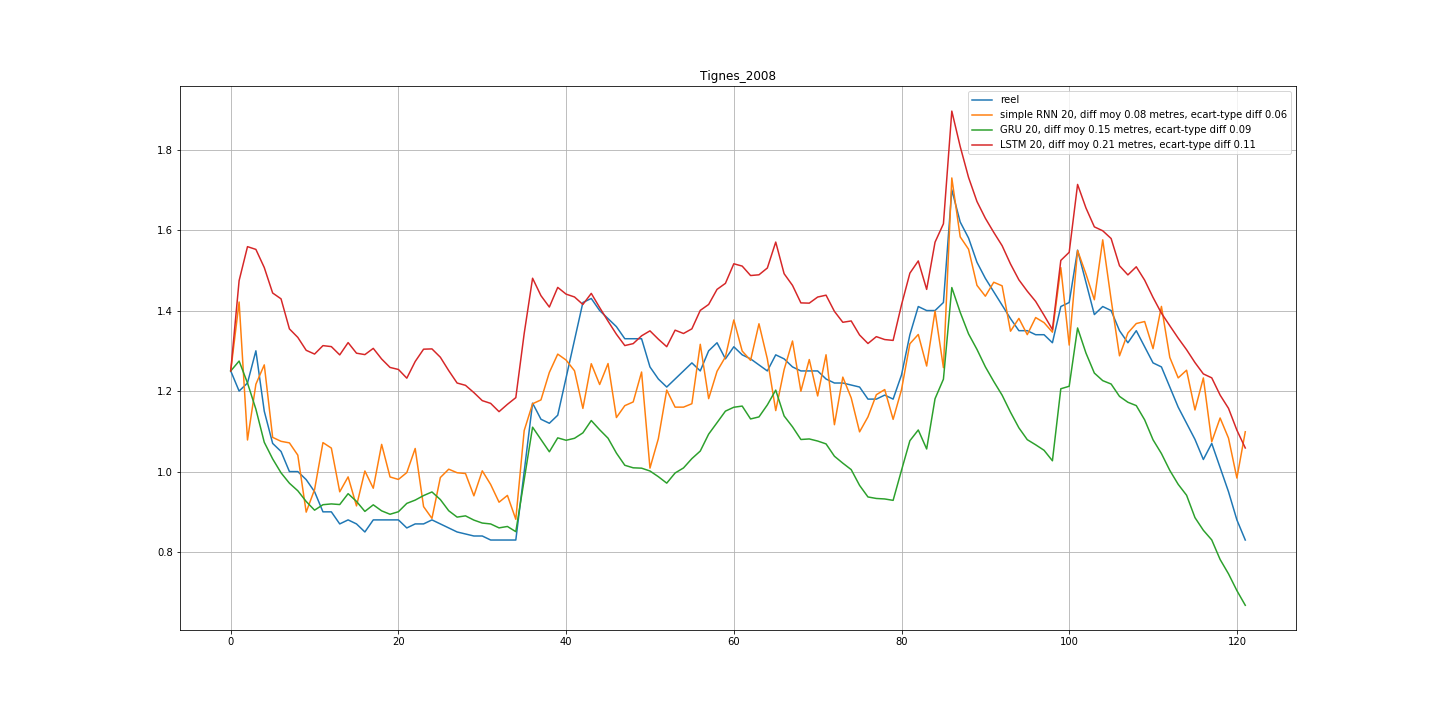 Tignes_2008
reel
simple RNN 20, diff moy 0.08 metres, ecart-type diff 0.06
GRU 20, diff moy 0.15 metres, ecart-type diff 0.09
LSTM 20, diff moy 0.21 metres, ecart-type diff 0.11
1.8
1.6
1.4
1.2
1.0
0.8
0 20 40 60 80 100 120